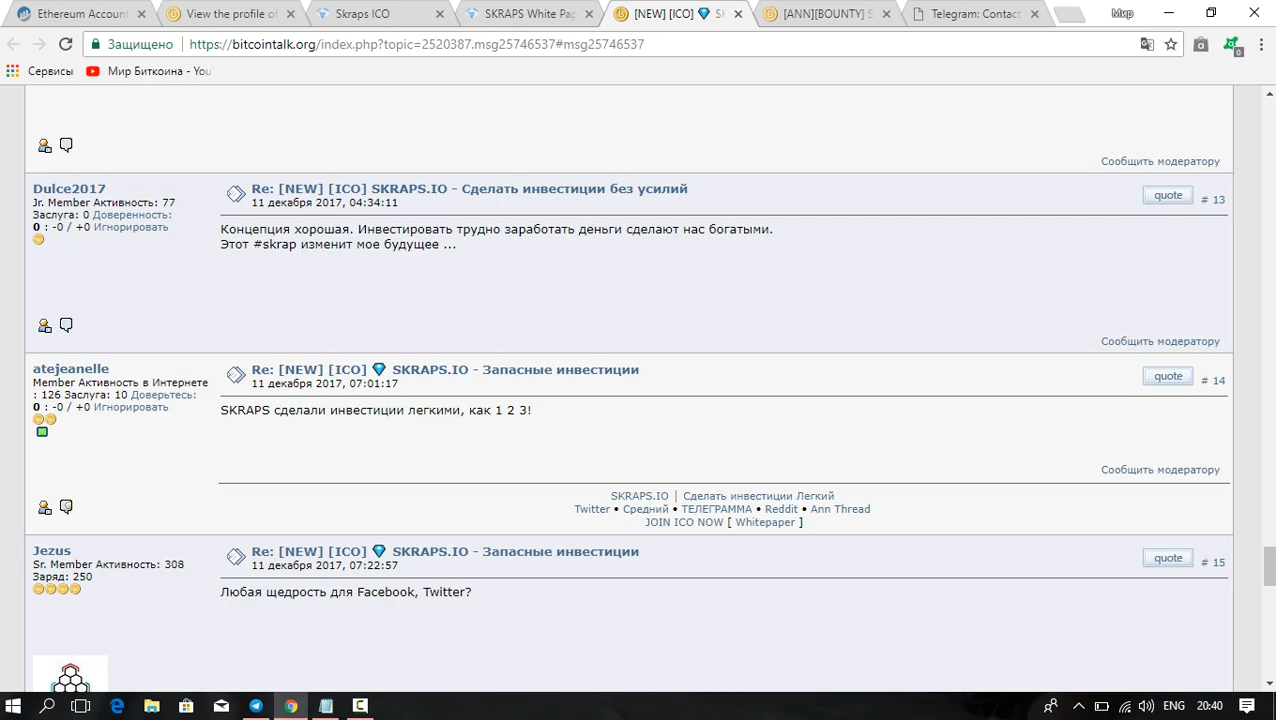 Ethereum Account
View the profile of
Skraps ICO
SKRAPS White Pap
[NEW] [ICO] 💎 SK
[ANN][BOUNTY] S
Telegram: Contact
Мир
Защищено
https://bitcointalk.org/index.php?topic=2520387.msg25746537#msg25746537
Сервисы
Мир Биткоина - You
Сообщить модератору
Dulce2017
Jr. Member Активность: 77
Заслуга: 0 Доверенность:
0 : -0 / +0 Игнорировать
Re: [NEW] [ICO] SKRAPS.IO - Сделать инвестиции без усилий
11 декабря 2017, 04:34:11
quote
# 13
Концепция хорошая. Инвестировать трудно заработать деньги сделают нас богатыми.
Этот #skrap изменит мое будущее ...
Сообщить модератору
atejeanelle
Member Активность в Интернете
: 126 Заслуга: 10 Доверьтесь:
0 : -0 / +0 Игнорировать
Re: [NEW] [ICO] 💎 SKRAPS.IO - Запасные инвестиции
11 декабря 2017, 07:01:17
quote
# 14
SKRAPS сделали инвестиции легкими, как 1 2 3!
Сообщить модератору
SKRAPS.IO | Сделать инвестиции Легкий
Twitter • Средний • ТЕЛЕГРАММА • Reddit • Ann Thread
JOIN ICO NOW [ Whitepaper ]
Jezus
Sr. Member Активность: 308
Заряд: 250
Re: [NEW] [ICO] 💎 SKRAPS.IO - Запасные инвестиции
11 декабря 2017, 07:22:57
quote
# 15
Любая щедрость для Facebook, Twitter?
ENG
20:40